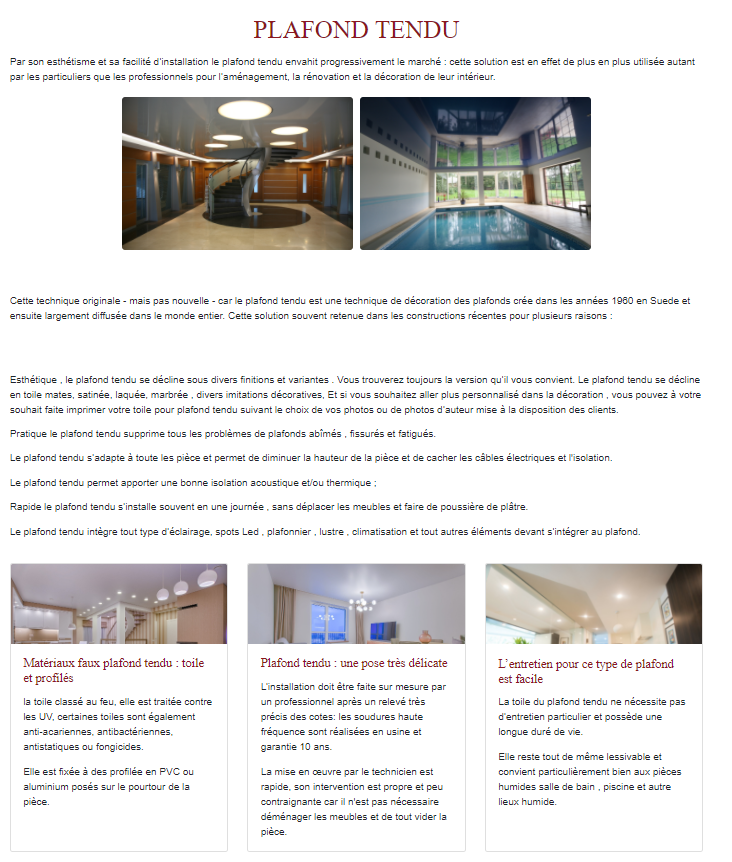 PLAFOND TENDU
Par son esthétisme et sa facilité d'installation le plafond tendu envahit progressivement le marché : cette solution est en effet de plus en plus utilisée autant
par les particuliers que les professionnels pour l'aménagement, la rénovation et la décoration de leur intérieur.
Cette technique originale - mais pas nouvelle - car le plafond tendu est une technique de décoration des plafonds crée dans les années 1960 en Suede et
ensuite largement diffusée dans le monde entier. Cette solution souvent retenue dans les constructions récentes pour plusieurs raisons :
Esthétique , le plafond tendu se décline sous divers finitions et variantes . Vous trouverez toujours la version qu'il vous convient. Le plafond tendu se décline
en toile mates, satinée, laquée, marbrée , divers imitations décoratives, Et si vous souhaitez aller plus personnalisé dans la décoration , vous pouvez à votre
souhait faite imprimer votre toile pour plafond tendu suivant le choix de vos photos ou de photos d'auteur mise à la disposition des clients.
Pratique le plafond tendu supprime tous les problèmes de plafonds abîmés , fissurés et fatigués.
Le plafond tendu s'adapte à toute les pièce et permet de diminuer la hauteur de la pièce et de cacher les câbles électriques et l'isolation.
Le plafond tendu permet apporter une bonne isolation acoustique et/ou thermique ;
Rapide le plafond tendu s'installe souvent en une journée , sans déplacer les meubles et faire de poussière de plâtre.
Le plafond tendu intègre tout type d'éclairage, spots Led , plafonnier , lustre , climatisation et tout autres éléments devant s'intégrer au plafond.
Matériaux faux plafond tendu : toile
et profilés
la toile classé au feu, elle est traitée contre
les UV, certaines toiles sont également
anti-acariennes, antibactériennes,
antistatiques ou fongicides.
Elle est fixée à des profilée en PVC ou
aluminium posés sur le pourtour de la
pièce.
Plafond tendu : une pose très délicate
L'installation doit être faite sur mesure par
un professionnel après un relevé très
précis des cotes: les soudures haute
fréquence sont réalisées en usine et
garantie 10 ans.
La mise en œuvre par le technicien est
rapide, son intervention est propre et peu
contraignante car il n'est pas nécessaire
déménager les meubles et de tout vider la
pièce.
L'entretien pour ce type de plafond
est facile
La toile du plafond tendu ne nécessite pas
d'entretien particulier et possède une
longue duré de vie.
Elle reste tout de même lessivable et
convient particulièrement bien aux pièces
humides salle de bain , piscine et autre
lieux humide.